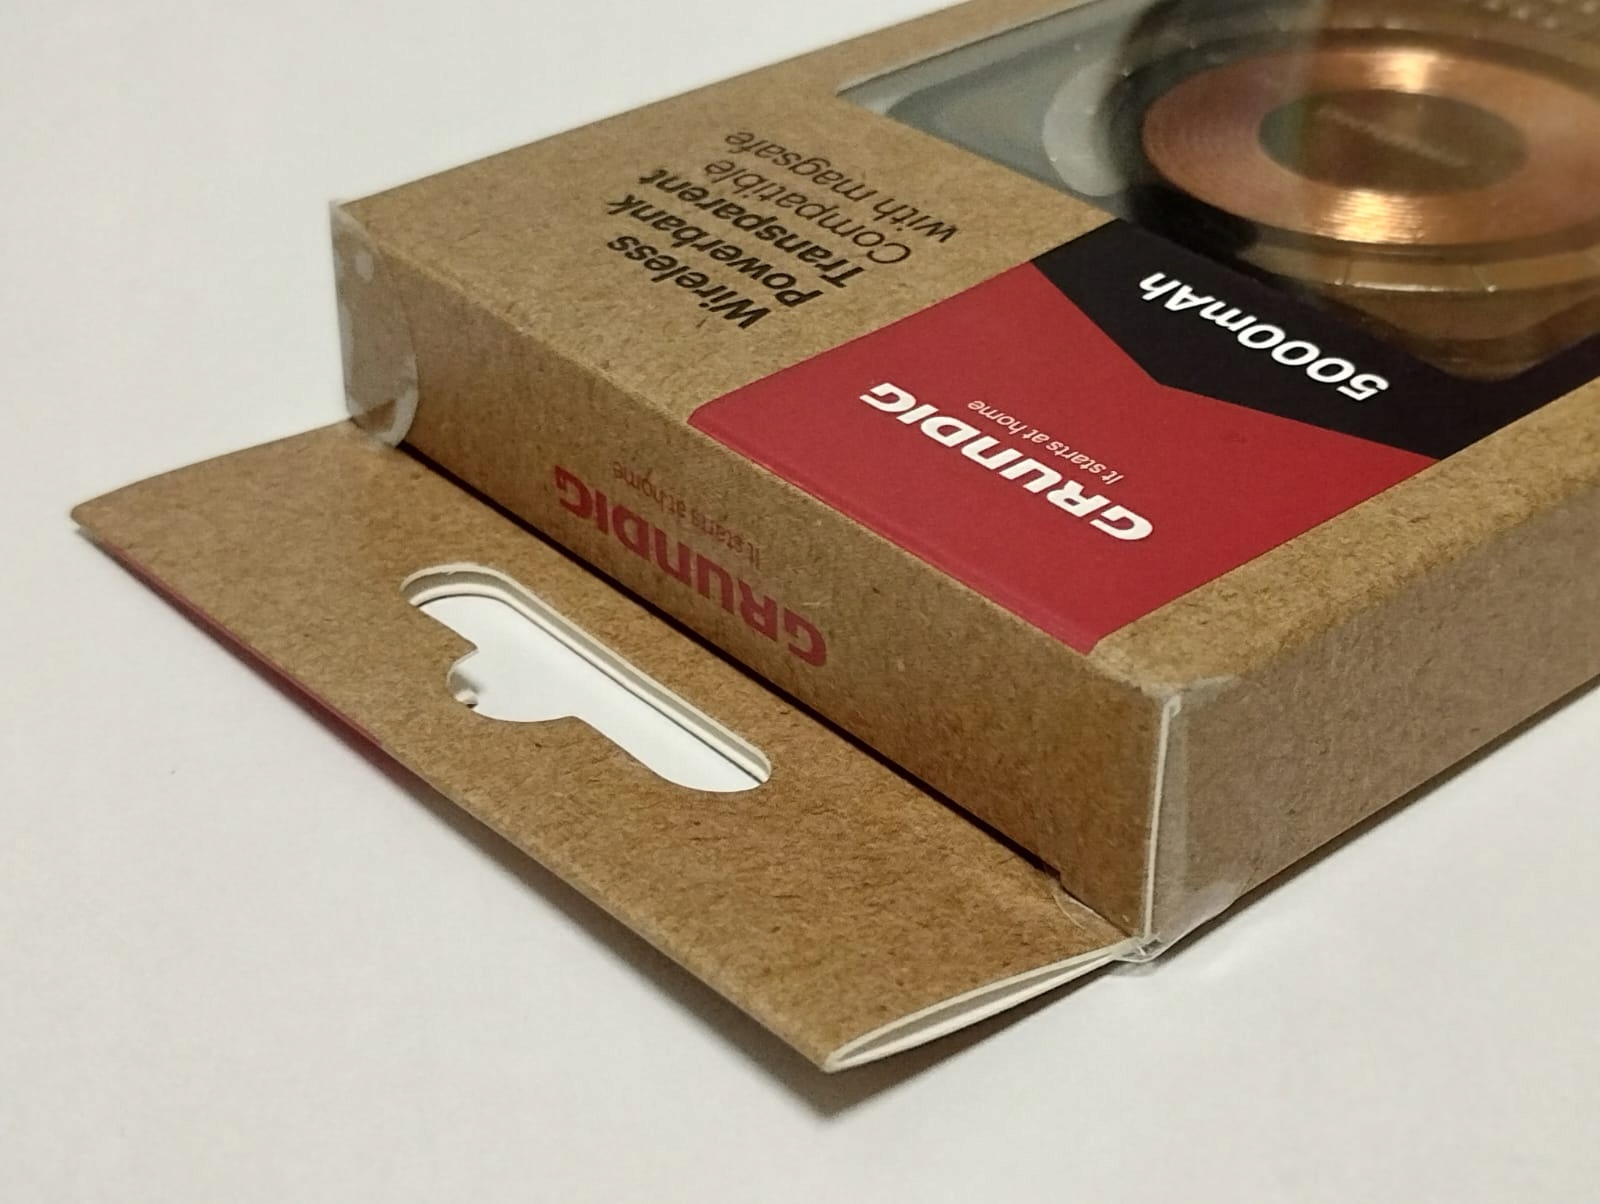 Wireless
Powerbank
Transparent
Compatible
with magsafe
5000mAh
GRUNDIG
It starts at home
GRUNDIG
It starts at home